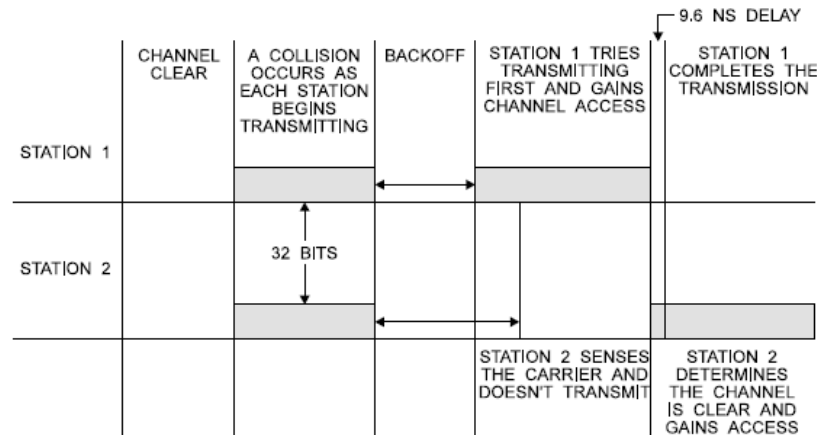 9.6 NS DELAY
CHANNEL
CLEAR
A COLLISION
OCCURS AS
EACH STATION
BEGINS
TRANSMITTING
BACKOFF
STATION 1 TRIES
TRANSMITTING
FIRST AND GAINS
CHANNEL ACCESS
STATION 1
COMPLETES THE
TRANSMISSION
STATION 1
32 BITS
STATION 2
STATION 2 SENSES
THE CARRIER AND
DOESN'T TRANSMIT
STATION 2
DETERMINES
THE CHANNEL
IS CLEAR AND
GAINS ACCESS